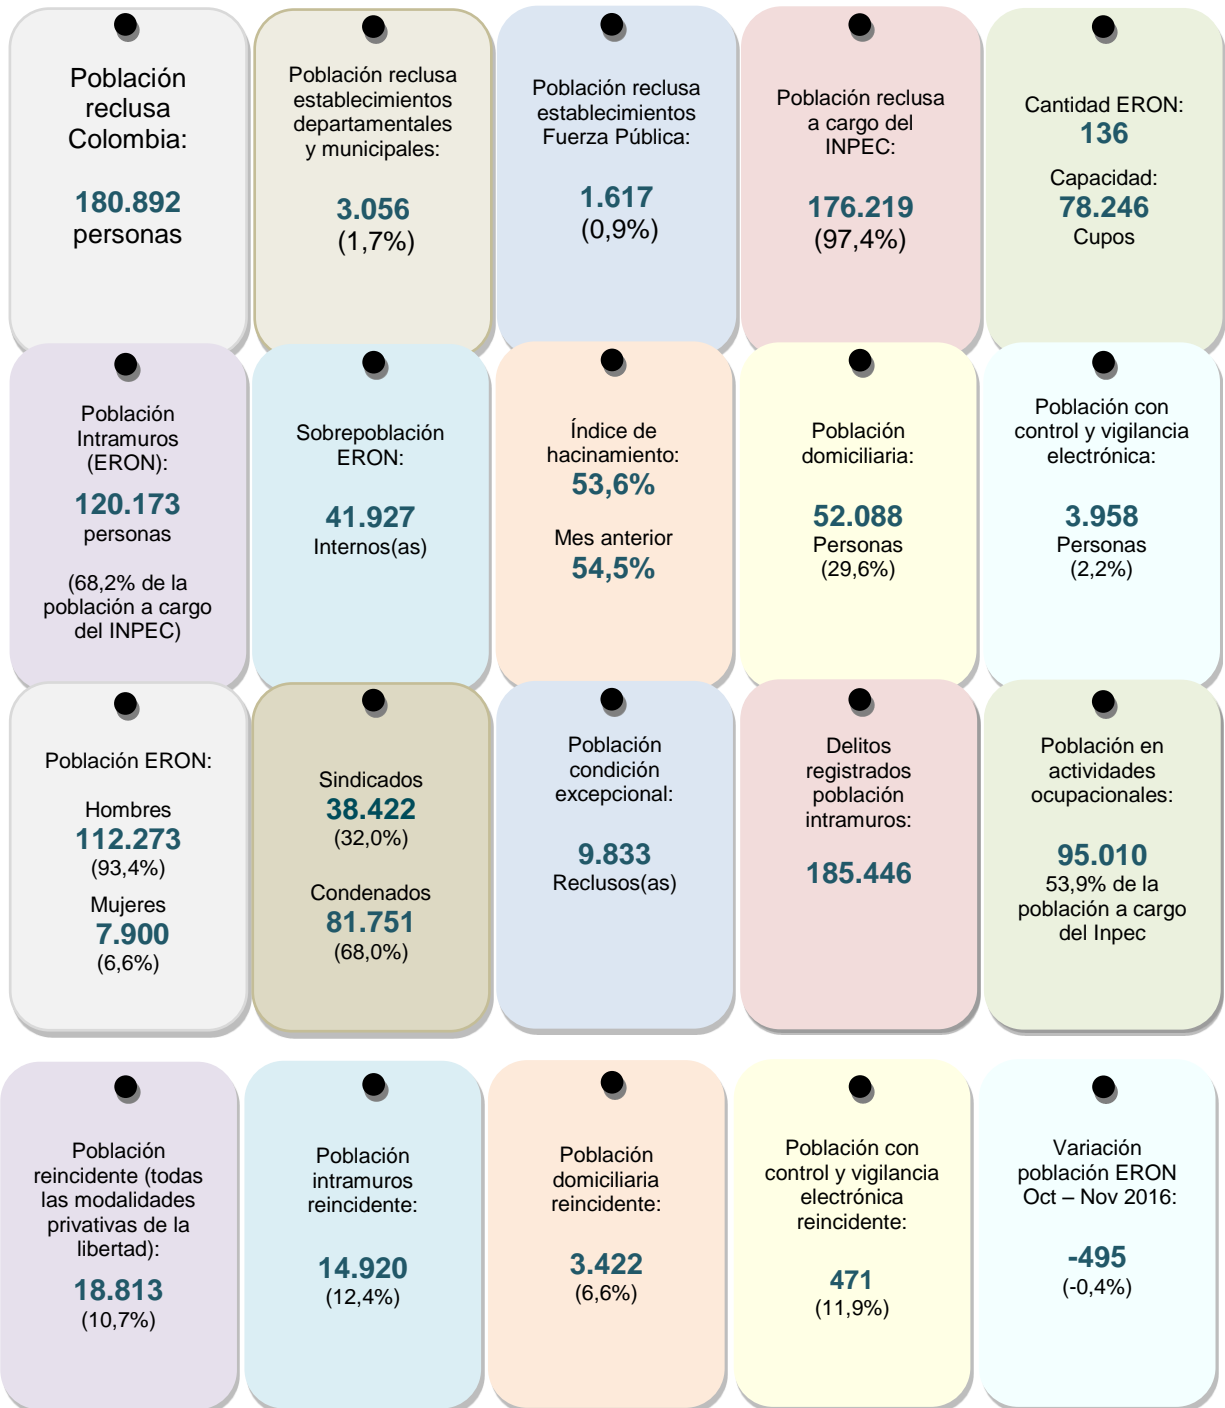 Población
reclusa
Colombia:
180.892
personas
Población reclusa
establecimientos
departamentales
y municipales:
3.056
(1,7%)
Población reclusa
establecimientos
Fuerza Pública:
1.617
(0,9%)
Población reclusa
a cargo del
INPEC:
176.219
(97,4%)
Cantidad ERON:
136
Capacidad:
78.246
Cupos
Población
Intramuros
(ERON):
120.173
personas
(68,2% de la
población a cargo
del INPEC)
Sobrepoblación
ERON:
41.927
Internos(as)
Índice de
hacinamiento:
53,6%
Mes anterior
54,5%
Población
domiciliaria:
52.088
Personas
(29,6%)
Población con
control y vigilancia
electrónica:
3.958
Personas
(2,2%)
Población ERON:
Hombres
112.273
(93,4%)
Mujeres
7.900
(6,6%)
Sindicados
38.422
(32,0%)
Condenados
81.751
(68,0%)
Población
condición
excepcional:
9.833
Reclusos(as)
Delitos
registrados
población
intramuros:
185.446
Población en
actividades
ocupacionales:
95.010
53,9% de la
población a cargo
del Inpec
Población
reincidente (todas
las modalidades
privativas de la
libertad):
18.813
(10,7%)
Población
intramuros
reincidente:
14.920
(12,4%)
Población
domiciliaria
reincidente:
3.422
(6,6%)
Población con
control y vigilancia
electrónica
reincidente:
471
(11,9%)
Variación
población ERON
Oct – Nov 2016:
-495
(-0,4%)